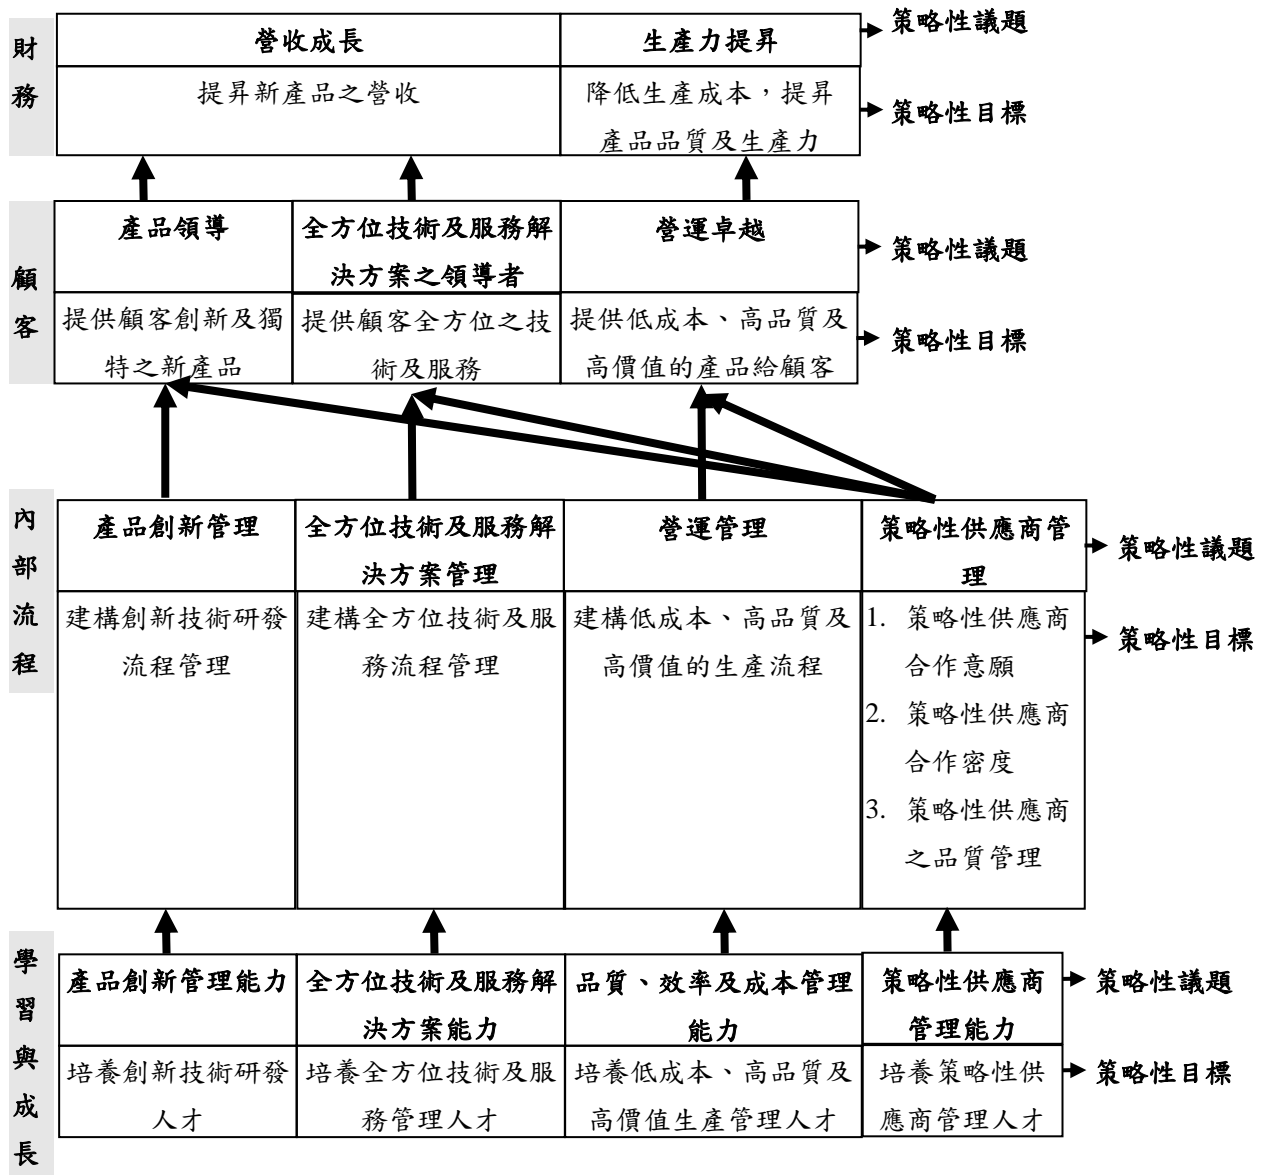 財
務
營收成長
生產力提昇
策略性議題
提昇新產品之營收
降低生產成本，提昇
產品品質及生產力
策略性目標
顧
客
產品領導
全方位技術及服務解
決方案之領導者
營運卓越
策略性議題
提供顧客創新及獨
特之新產品
提供顧客全方位之技
術及服務
提供低成本、高品質及
高價值的產品給顧客
策略性目標
內
部
流
程
產品創新管理
全方位技術及服務解
決方案管理
營運管理
策略性供應商管
理
策略性議題
建構創新技術研發
流程管理
建構全方位技術及服
務流程管理
建構低成本、高品質及
高價值的生產流程
1. 策略性供應商
合作意願
2. 策略性供應商
合作密度
3. 策略性供應商
之品質管理
策略性目標
學
習
與
成
長
產品創新管理能力
全方位技術及服務解
決方案能力
品質、效率及成本管理
能力
策略性供應商
管理能力
策略性議題
培養創新技術研發
人才
培養全方位技術及服
務管理人才
培養低成本、高品質及
高價值生產管理人才
培養策略性供
應商管理人才
策略性目標